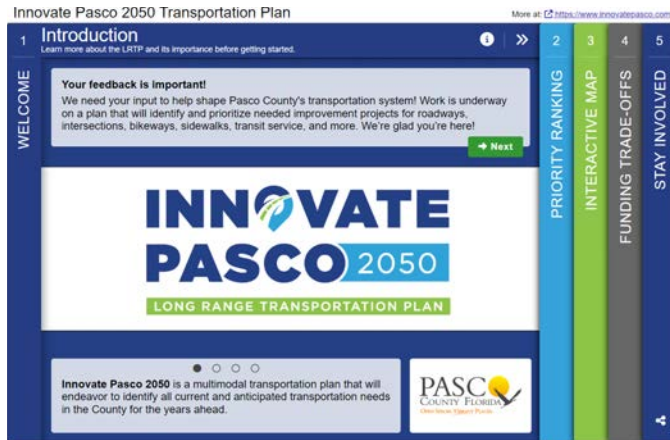 Innovate Pasco 2050 Transportation Plan
More at: https://www.innovatepasco.com
1
Introduction
Learn more about the LRTP and its importance before getting started.
WELCOME
Your feedback is important!
We need your input to help shape Pasco County's transportation system! Work is underway
on a plan that will identify and prioritize needed improvement projects for roadways,
intersections, bikeways, sidewalks, transit service, and more. We're glad you're here!
Next
INNOVATE
PASCO 2050
LONG RANGE TRANSPORTATION PLAN
Innovate Pasco 2050 is a multimodal transportation plan that will
endeavor to identify all current and anticipated transportation needs
in the County for the years ahead.
PASCO
COUNTY FLORIDA
2
PRIORITY RANKING
3
INTERACTIVE MAP
4
FUNDING TRADE-OFFS
5
STAY INVOLVED